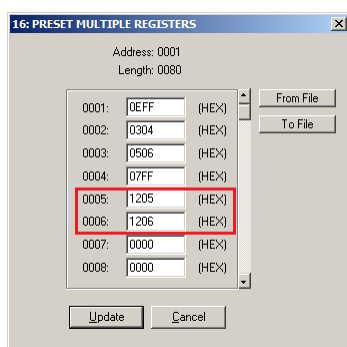 16: PRESET MULTIPLE REGISTERS
Address: 0001
Length: 0080
0001: 0EFF (HEX)
From File
0002: 0304 (HEX)
To File
0003: 0506 (HEX)
0004: 07FF (HEX)
0005: 1205 (HEX)
0006: 1206 (HEX)
0007: 0000 (HEX)
0008: 0000 (HEX)
Update Cancel